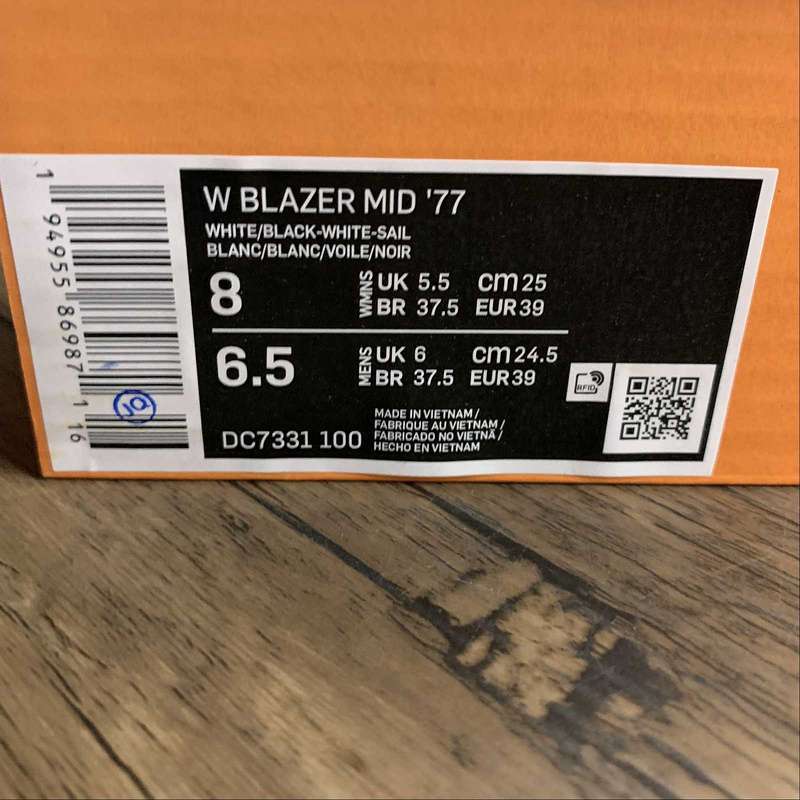 W BLAZER MID '77
WHITE/BLACK-WHITE-SAIL
BLANC/BLANC/VOILE/NOIR
8 WMNS UK 5.5 cm 25
BR 37.5 EUR 39
6.5 MENS UK 6 cm 24.5
BR 37.5 EUR 39
DC7331 100
MADE IN VIETNAM /
FABRIQUE AU VIETNAM /
FABRICADO NO VIETNÃ /
HECHO EN VIETNAM
RFID
1 94955 86987 1 16